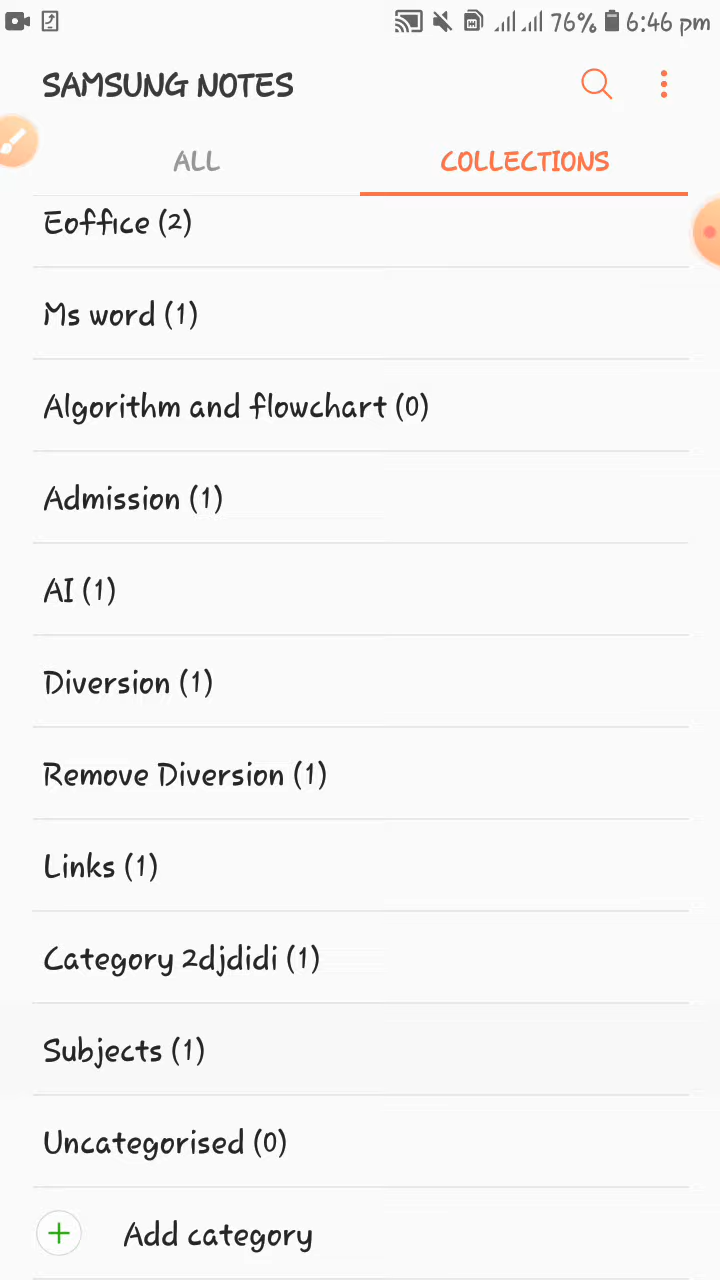 76% 6:46 pm
SAMSUNG NOTES
ALL COLLECTIONS
Eoffice (2)
Ms word (1)
Algorithm and flowchart (0)
Admission (1)
AI (1)
Diversion (1)
Remove Diversion (1)
Links (1)
Category 2djdidi (1)
Subjects (1)
Uncategorised (0)
Add category